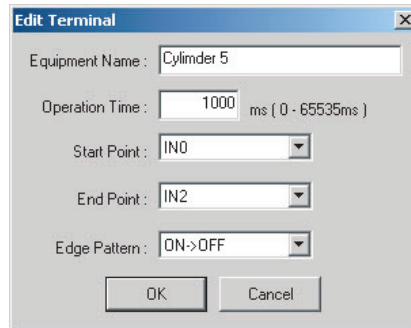 Edit Terminal
Equipment Name : Cylimder 5
Operation Time : 1000 ms ( 0 - 65535ms )
Start Point : IN0
End Point : IN2
Edge Pattern : ON->OFF
OK Cancel